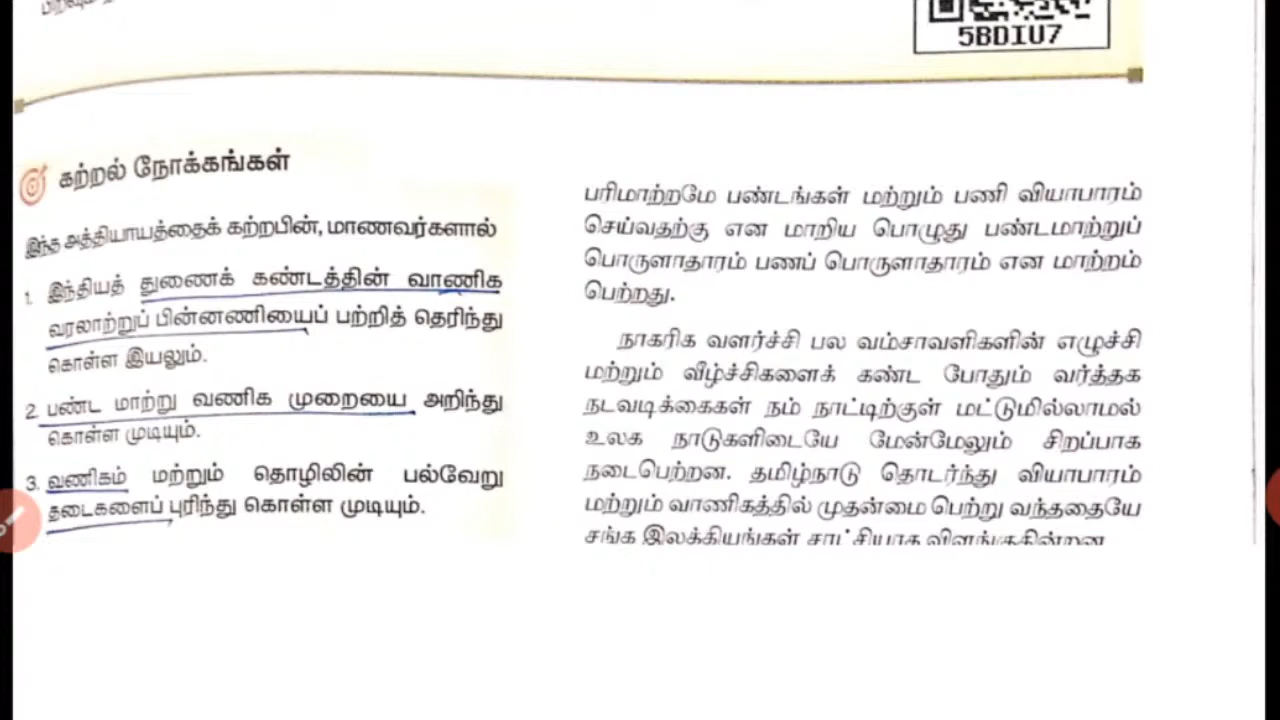 5BDIU7
கற்றல் நோக்கங்கள்
இந்த அத்தியாயத்தைக் கற்றபின், மாணவர்களால்
1. இந்தியத் துணைக் கண்டத்தின் வாணிக
வரலாற்றுப் பின்னணியைப் பற்றித் தெரிந்து
கொள்ள இயலும்.
2. பண்ட மாற்று வணிக முறையை அறிந்து
கொள்ள முடியும்.
3. வணிகம் மற்றும் தொழிலின் பல்வேறு
தடைகளைப் புரிந்து கொள்ள முடியும்.
பரிமாற்றமே பண்டங்கள் மற்றும் பணி வியாபாரம்
செய்வதற்கு என மாறிய பொழுது பண்டமாற்றுப்
பொருளாதாரம் பணப் பொருளாதாரம் என மாற்றம்
பெற்றது.
நாகரிக வளர்ச்சி பல வம்சாவளிகளின் எழுச்சி
மற்றும் வீழ்ச்சிகளைக் கண்ட போதும் வர்த்தக
நடவடிக்கைகள் நம் நாட்டிற்குள் மட்டுமில்லாமல்
உலக நாடுகளிடையே மேன்மேலும் சிறப்பாக
நடைபெற்றன. தமிழ்நாடு தொடர்ந்து வியாபாரம்
மற்றும் வாணிகத்தில் முதன்மை பெற்று வந்ததையே
சங்க இலக்கியங்கள் சாட்சியாக விளங்குகின்றன